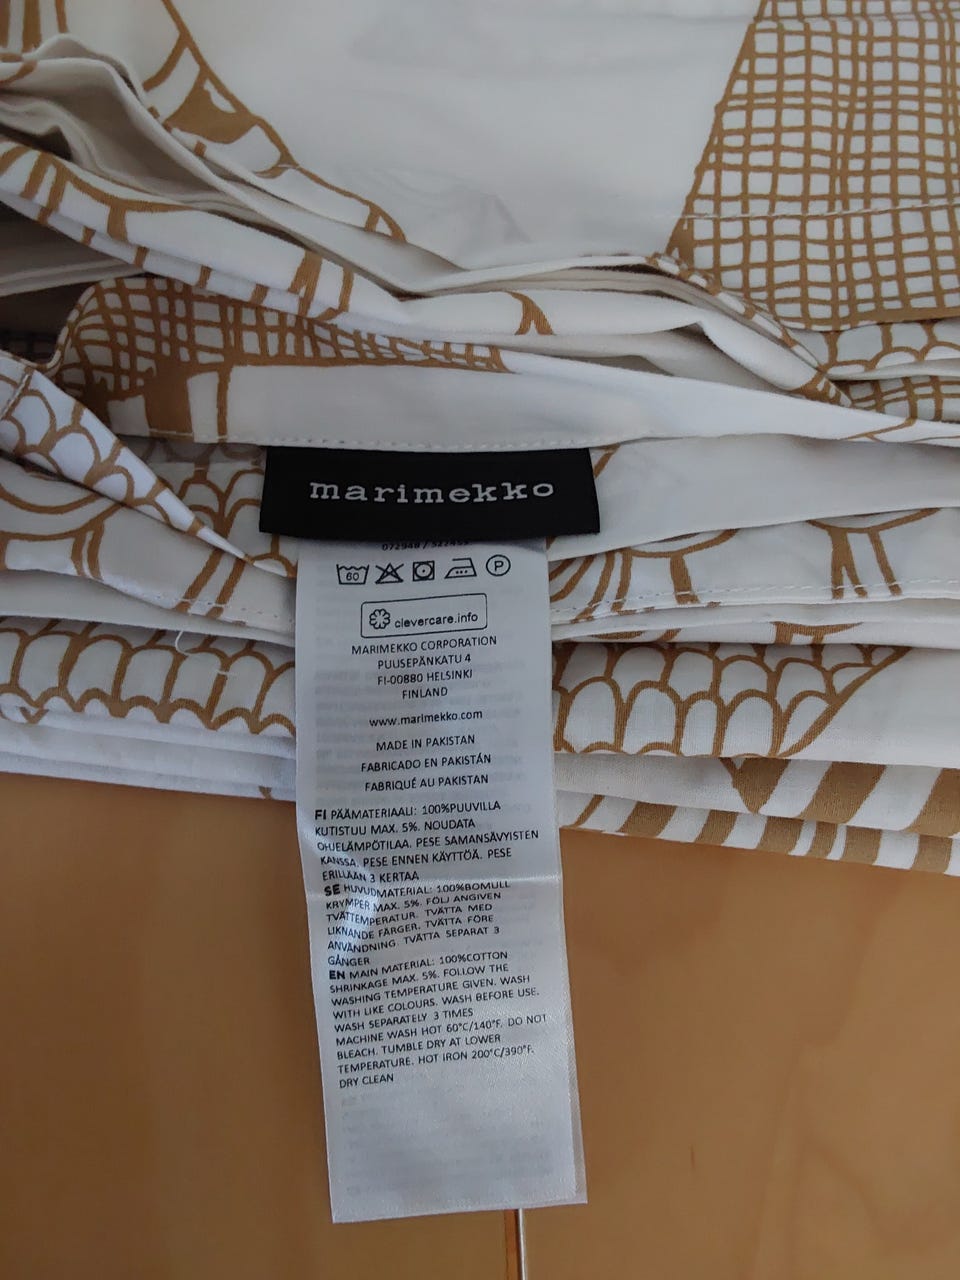 marimekko
60
P
clevercare.info
MARIMEKKO CORPORATION
PUUSEPÄNKATU 4
FI-00880 HELSINKI
FINLAND
www.marimekko.com
MADE IN PAKISTAN
FABRICADO EN PAKISTÁN
FABRIQUÉ AU PAKISTAN
FI PÄÄMATERIAALI: 100%PUUVILLA
KUTISTUU MAX. 5%. NOUDATA
OHJELÄMPÖTILAA. PESE SAMANSÄVYISTEN
KANSSA. PESE ENNEN KÄYTTÖÄ. PESE
ERILLÄÄN 3 KERTAA
SE HUVUDMATERIAL: 100%BOMULL
KRYMPER MAX. 5%. FÖLJ ANGIVEN
TVÄTTEMPERATUR. TVÄTTA MED
LIKNANDE FÄRGER. TVÄTTA FÖRE
ANVÄNDNING. TVÄTTA SEPARAT 3
GÅNGER
EN MAIN MATERIAL: 100%COTTON
SHRINKAGE MAX. 5%. FOLLOW THE
WASHING TEMPERATURE GIVEN. WASH
WITH LIKE COLOURS. WASH BEFORE USE.
WASH SEPARATELY 3 TIMES
MACHINE WASH HOT 60°C/140°F. DO NOT
BLEACH. TUMBLE DRY AT LOWER
TEMPERATURE. HOT IRON 200°C/390°F.
DRY CLEAN